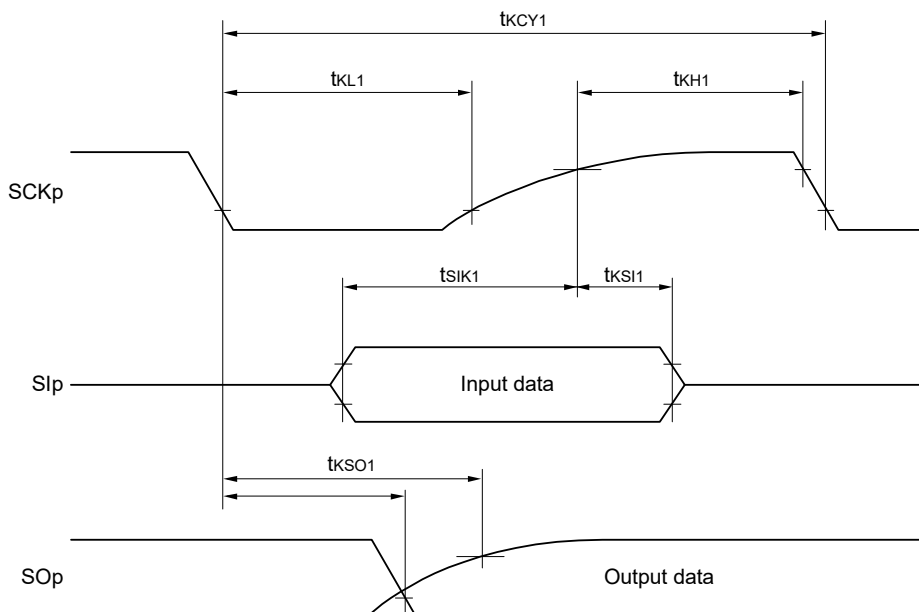 tKCY1
tKL1
tKH1
SCKp
tSIK1
tKSI1
SIp
Input data
tKSO1
SOp
Output data